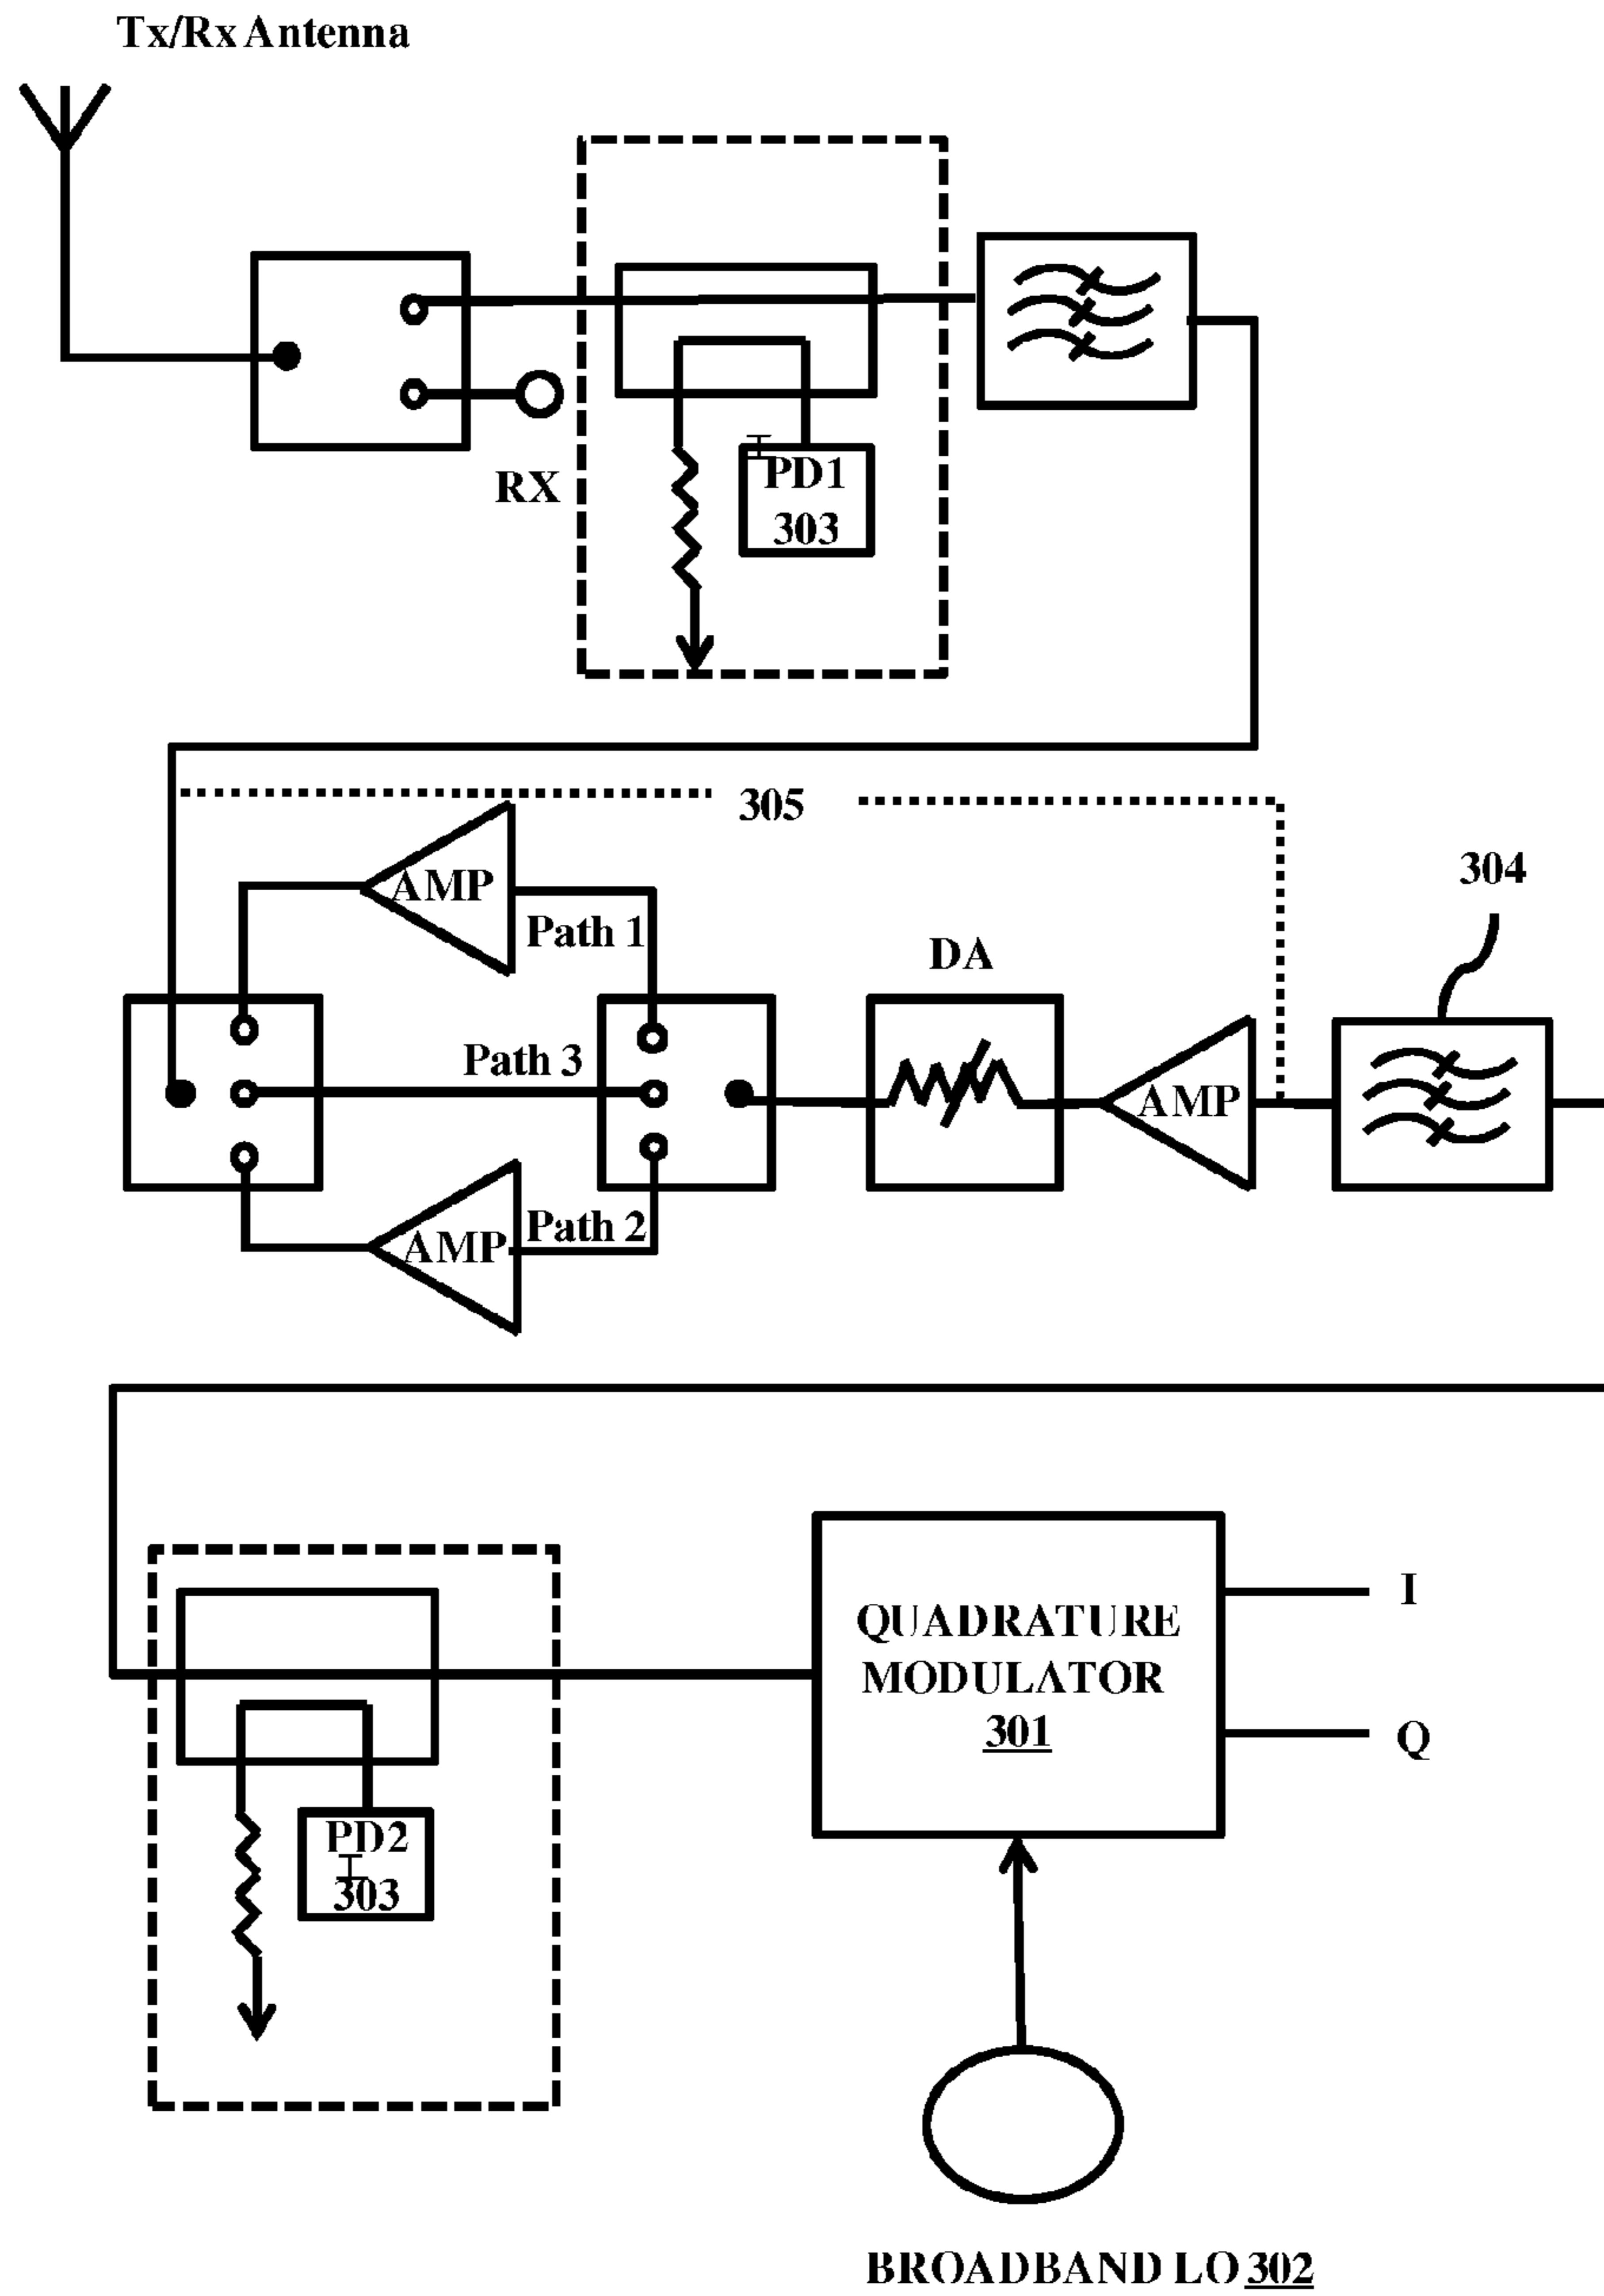 Tx/Rx Antenna
RX
PD1
303
305
304
AMP
Path 1
DA
Path 3
AMP
Path 2
AMP
QUADRATURE
MODULATOR
301
I
Q
PD2
303
BROADBAND LO 302